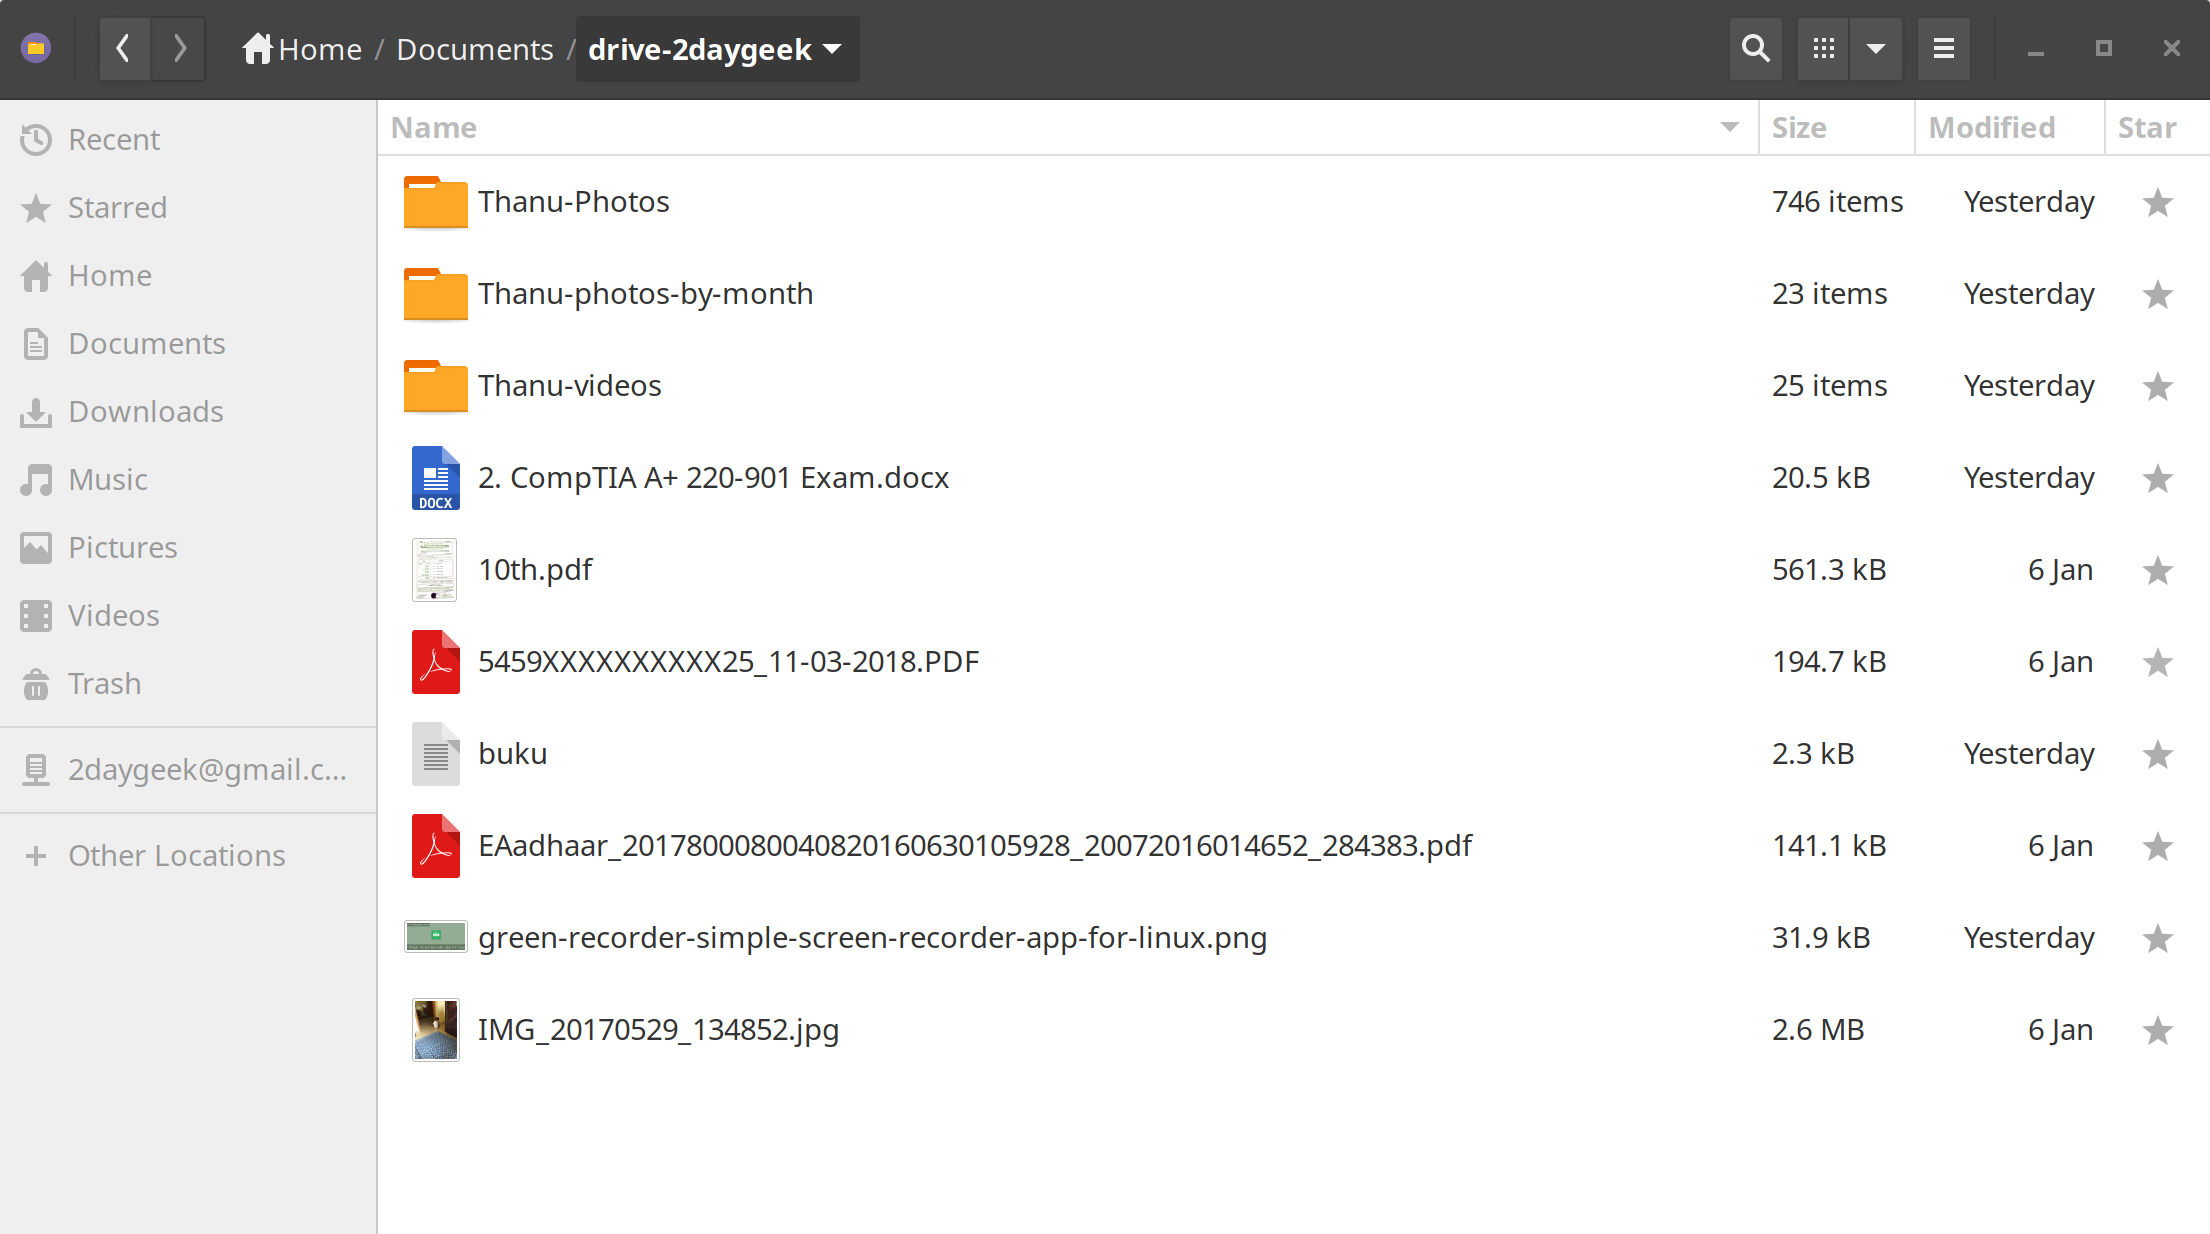 Home / Documents / drive-2daygeek
Name Size Modified Star
Recent
Starred
Home
Documents
Downloads
Music
Pictures
Videos
Trash
2daygeek@gmail.c...
Other Locations
Thanu-Photos 746 items Yesterday
Thanu-photos-by-month 23 items Yesterday
Thanu-videos 25 items Yesterday
DOCX
2. CompTIA A+ 220-901 Exam.docx 20.5 kB Yesterday
10th.pdf 561.3 kB 6 Jan
5459XXXXXXXXXX25_11-03-2018.PDF 194.7 kB 6 Jan
buku 2.3 kB Yesterday
EAadhaar_2017800080040820160630105928_20072016014652_284383.pdf 141.1 kB 6 Jan
green-recorder-simple-screen-recorder-app-for-linux.png 31.9 kB Yesterday
IMG_20170529_134852.jpg 2.6 MB 6 Jan